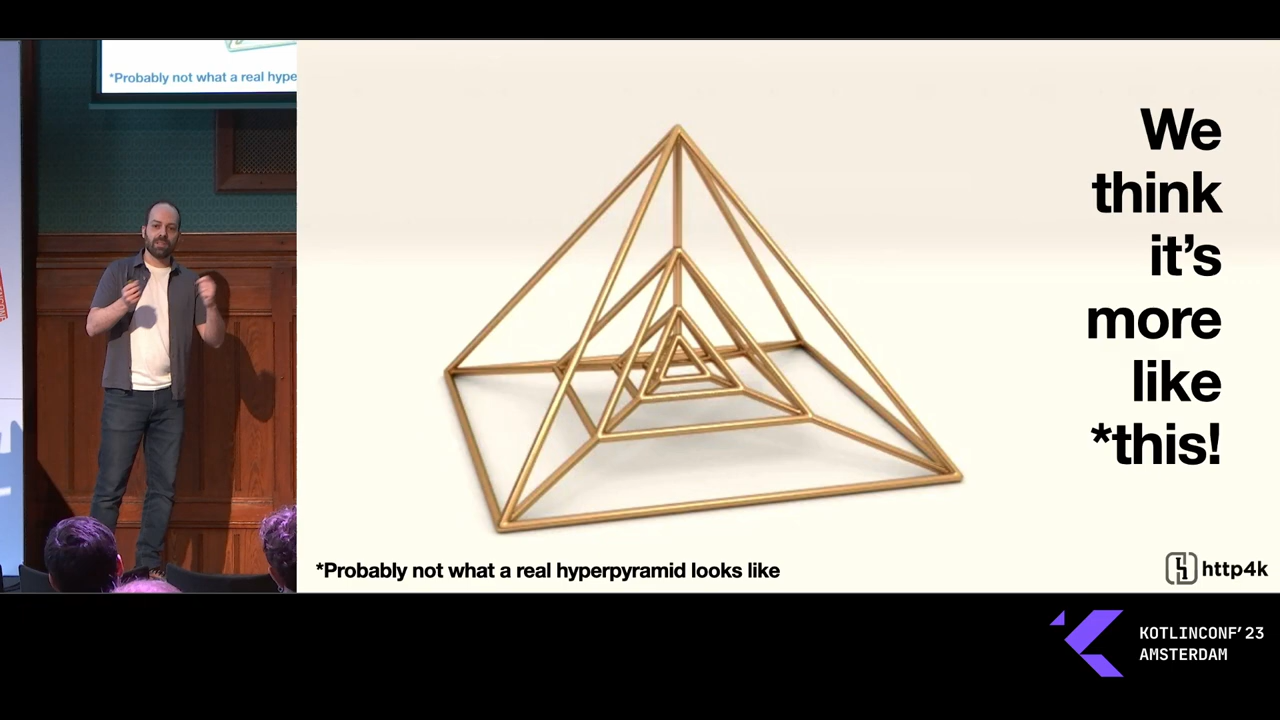 *Probably not what a real hype
We
think
it's
more
like
*this!
*Probably not what a real hyperpyramid looks like
http4k
KOTLINCONF'23
AMSTERDAM